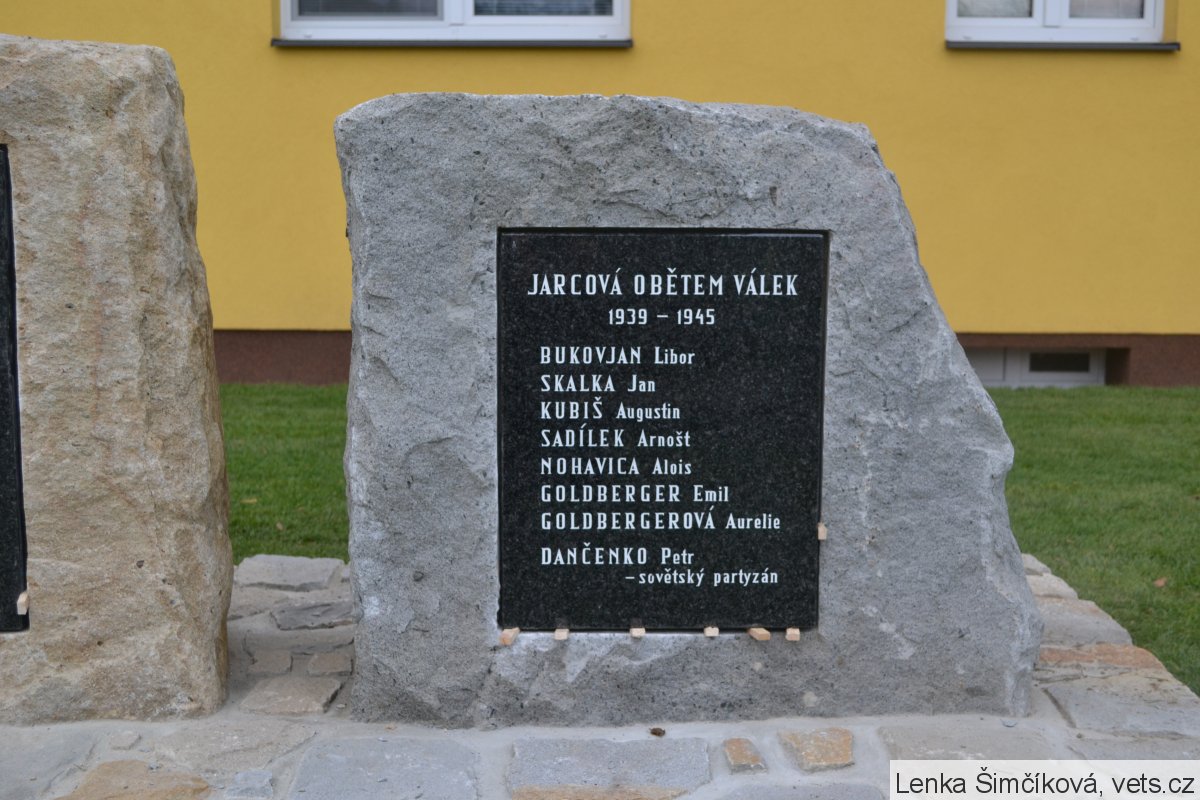 JARCOVÁ OBĚTEM VÁLEK
1939 – 1945
BUKOVJAN Libor
SKALKA Jan
KUBIŠ Augustin
SADÍLEK Arnošt
NOHAVICA Alois
GOLDBERGER Emil
GOLDBERGEROVÁ Aurelie
DANČENKO Petr
– sovětský partyzán
Lenka Šimčíková, vets.cz